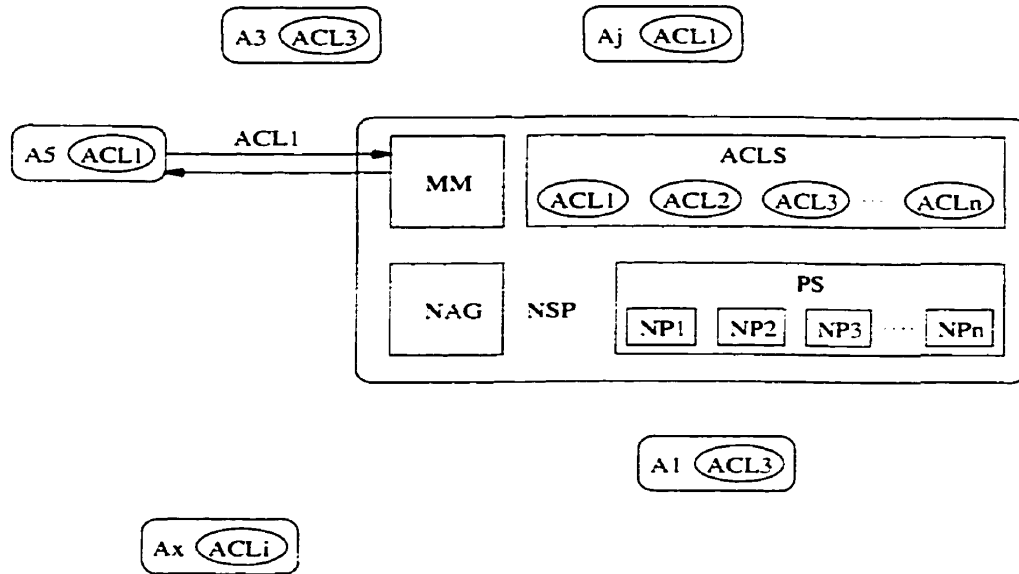 A3 ACL3
Aj ACL1
A5 ACL1
ACL1
MM
ACLS
ACL1 ACL2 ACL3 ... ACLn
NAG
NSP
PS
NP1 NP2 NP3 .... NPn
A1 ACL3
Ax ACLi